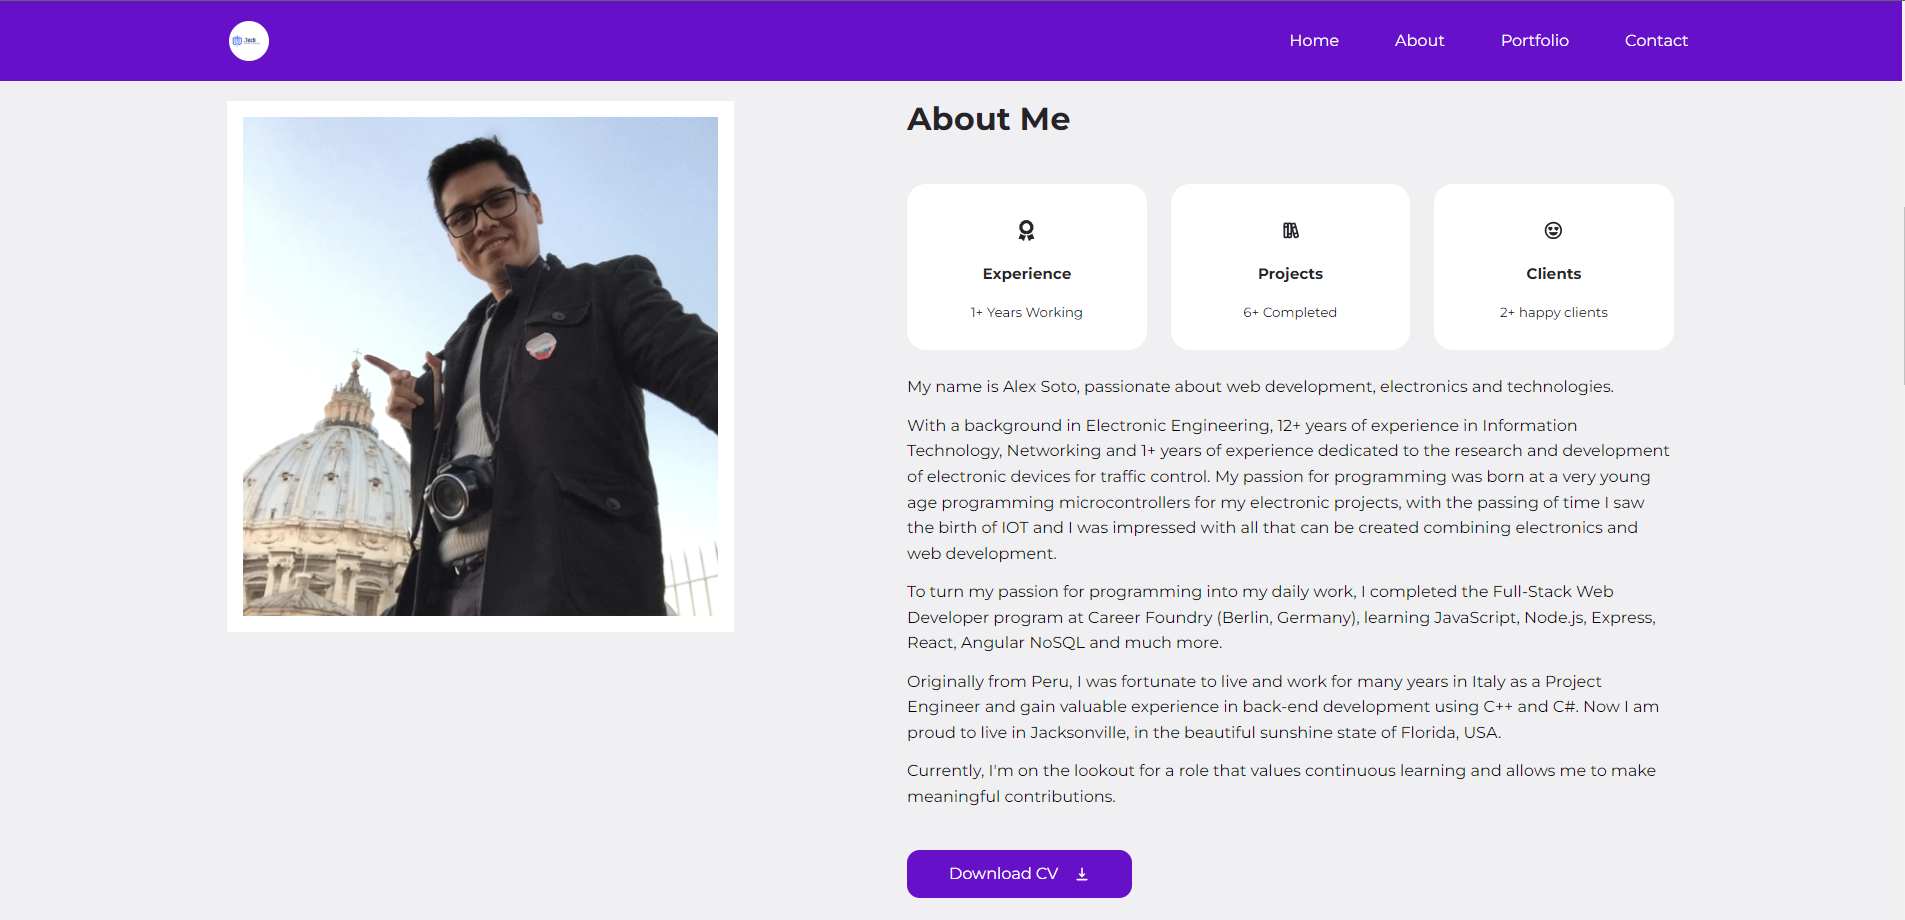 .Tech
Home
About
Portfolio
Contact
About Me
Experience
1+ Years Working
Projects
6+ Completed
Clients
2+ happy clients
My name is Alex Soto, passionate about web development, electronics and technologies.
With a background in Electronic Engineering, 12+ years of experience in Information
Technology, Networking and 1+ years of experience dedicated to the research and development
of electronic devices for traffic control. My passion for programming was born at a very young
age programming microcontrollers for my electronic projects, with the passing of time I saw
the birth of IOT and I was impressed with all that can be created combining electronics and
web development.
To turn my passion for programming into my daily work, I completed the Full-Stack Web
Developer program at Career Foundry (Berlin, Germany), learning JavaScript, Node.js, Express,
React, Angular NoSQL and much more.
Originally from Peru, I was fortunate to live and work for many years in Italy as a Project
Engineer and gain valuable experience in back-end development using C++ and C#. Now I am
proud to live in Jacksonville, in the beautiful sunshine state of Florida, USA.
Currently, I'm on the lookout for a role that values continuous learning and allows me to make
meaningful contributions.
Download CV